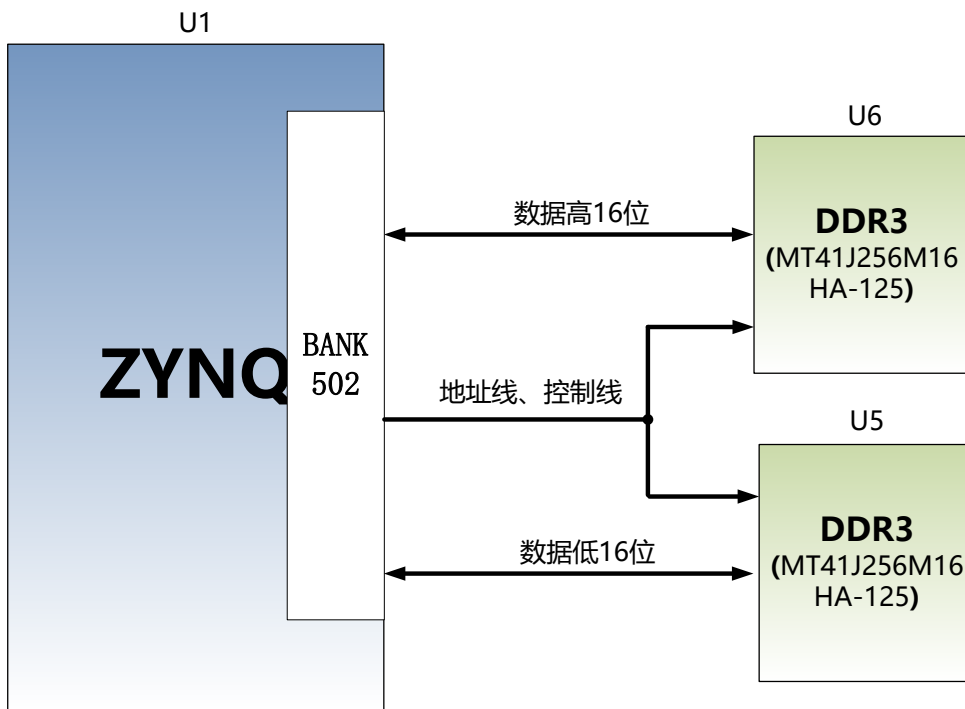 U1
ZYNQ
BANK
502
数据高16位
地址线、控制线
数据低16位
U6
DDR3
(MT41J256M16
HA-125)
U5
DDR3
(MT41J256M16
HA-125)